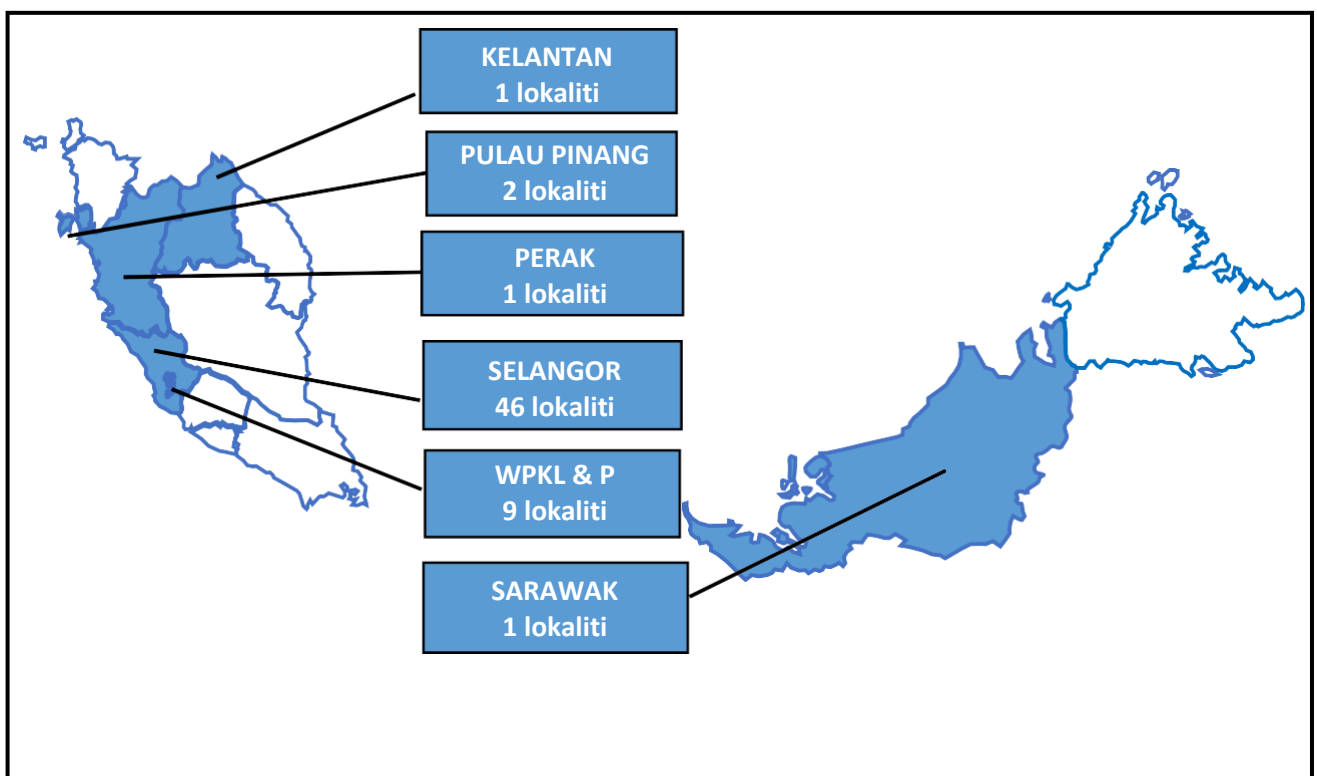 KELANTAN
1 lokaliti
PULAU PINANG
2 lokaliti
PERAK
1 lokaliti
SELANGOR
46 lokaliti
WPKL & P
9 lokaliti
SARAWAK
1 lokaliti